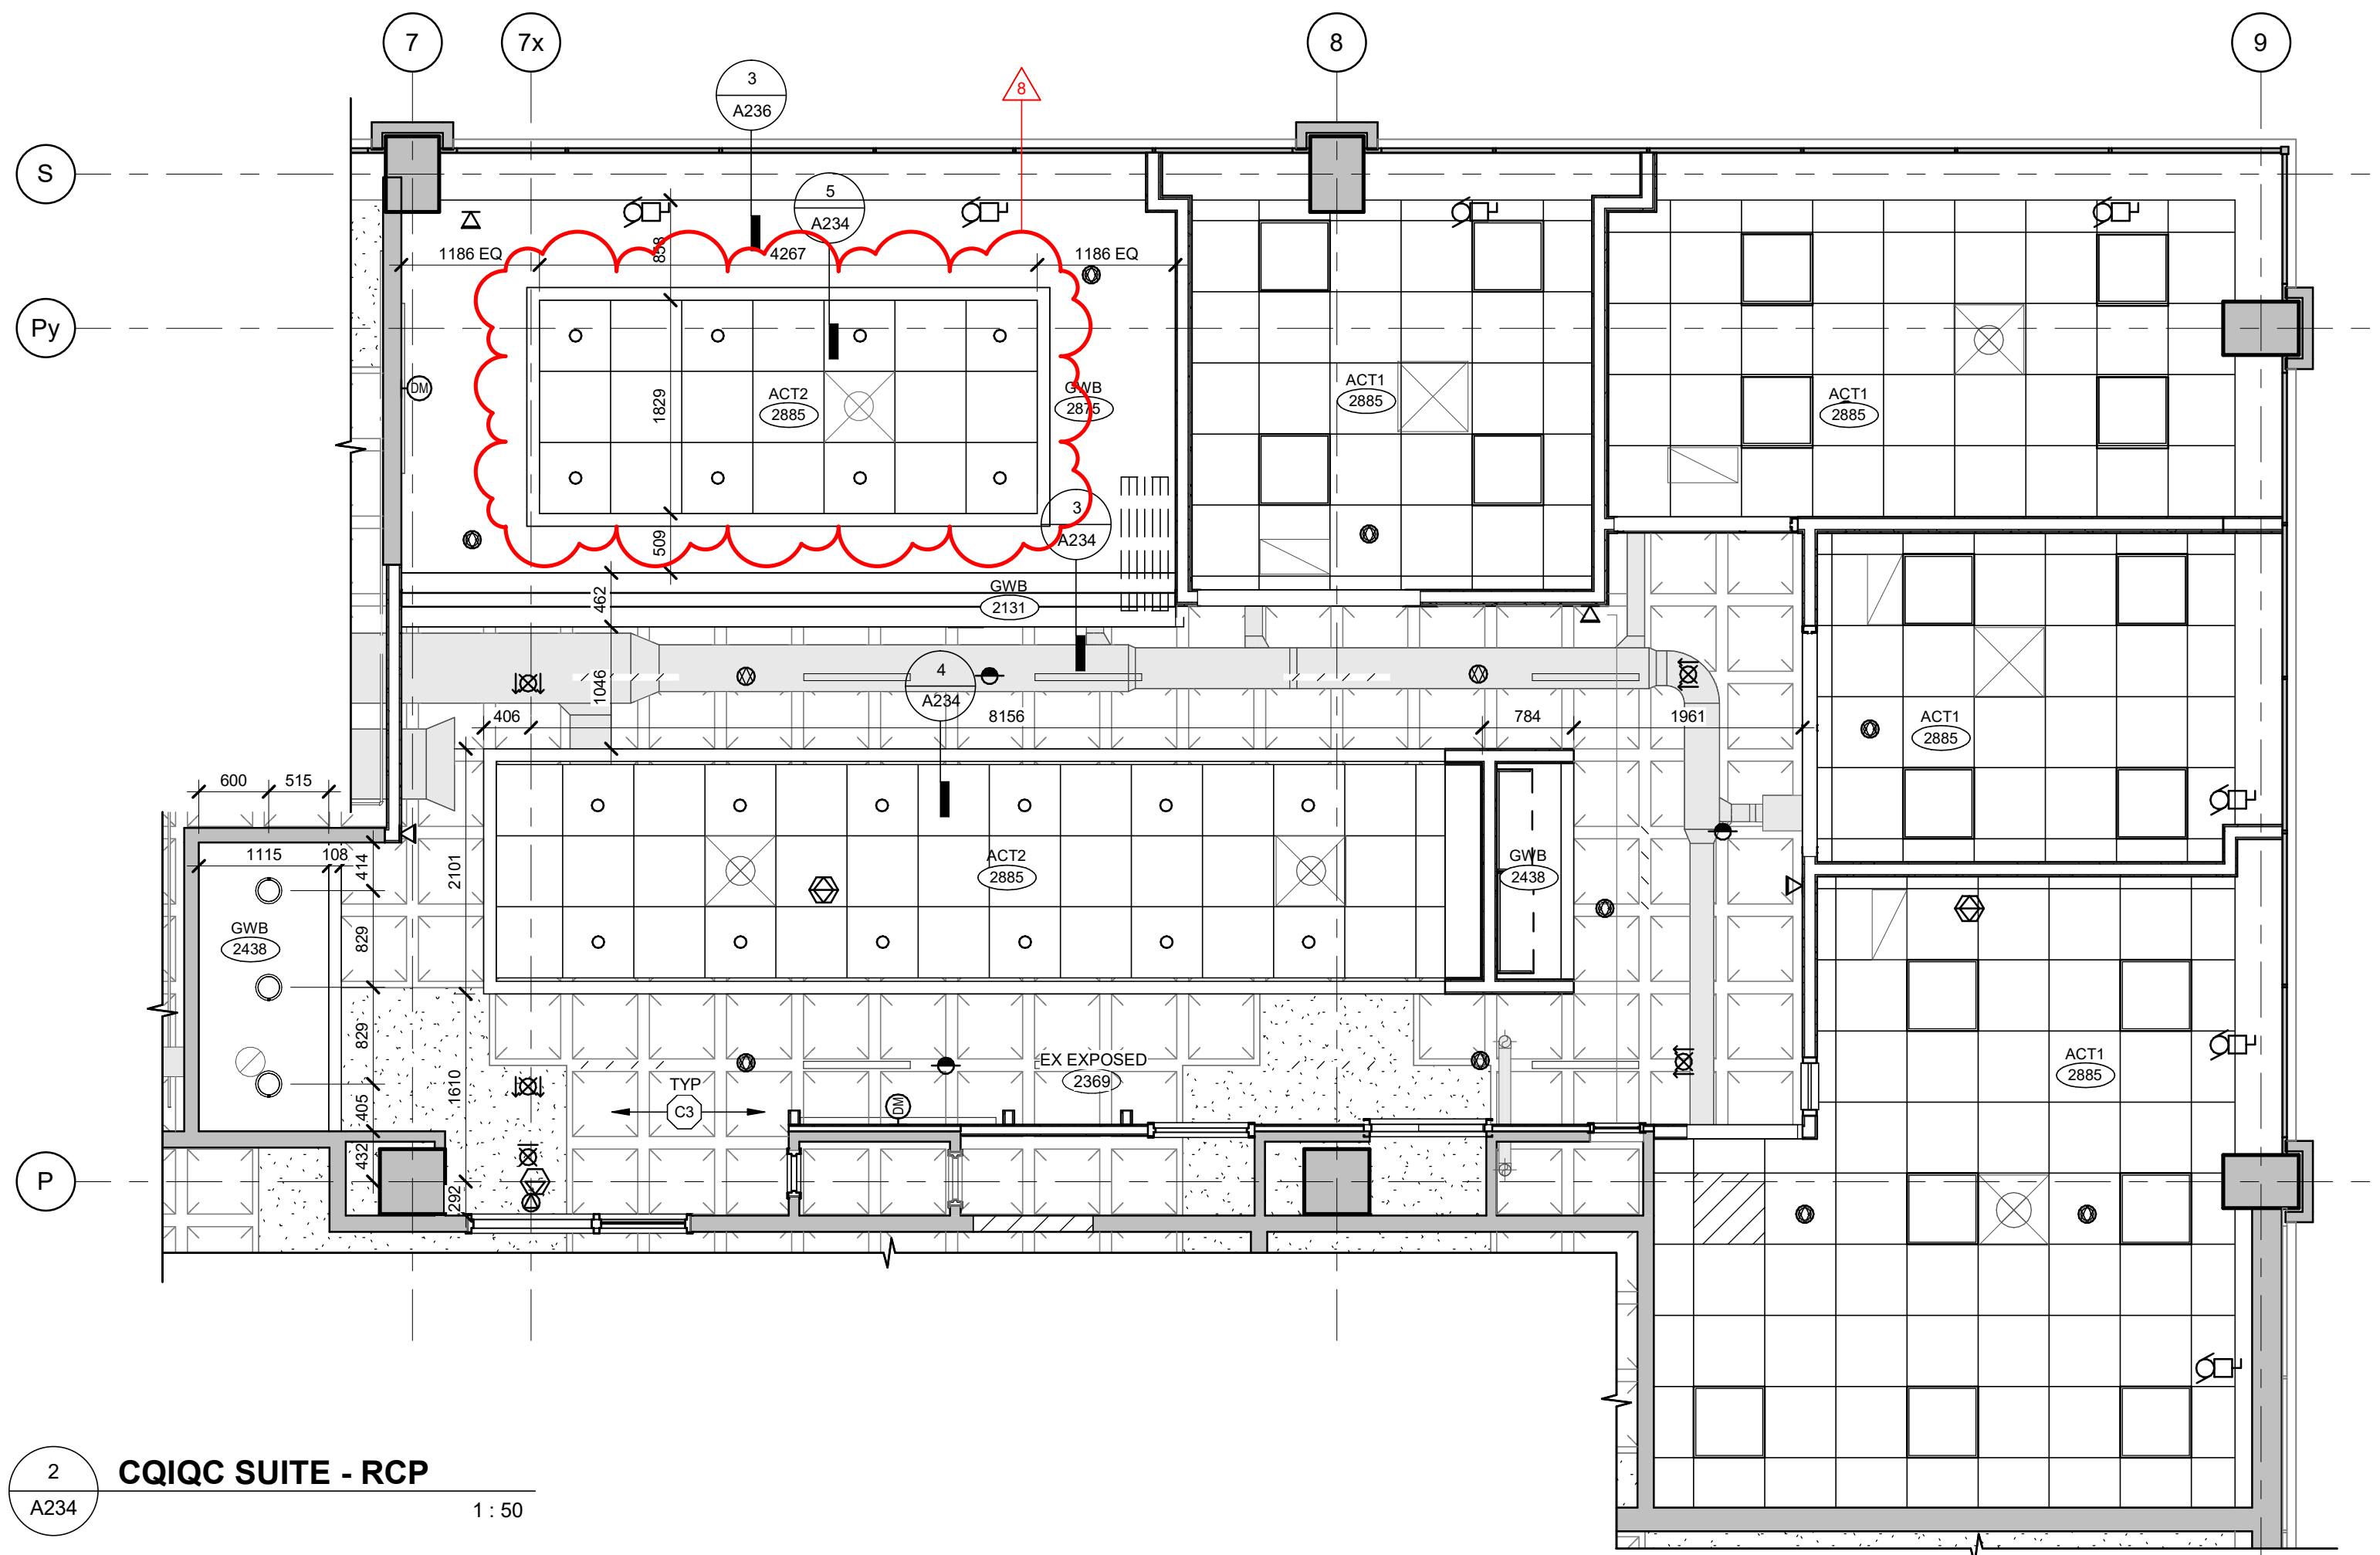 7
7x
8
9
3
A236
8
S
5
A234
1186 EQ
858
4267
1186 EQ
Py
DM
ACT2
2885
1829
GWB
2875
ACT1
2885
ACT1
2885
3
A234
509
GWB
2131
462
4
A234
1046
406
8156
784
1961
ACT1
2885
600
515
1115
108
414
2101
ACT2
2885
GWB
2438
GWB
2438
829
829
1610
EX EXPOSED
2369
ACT1
2885
TYP
C3
DM
405
432
P
292
2
A234
CQIQC SUITE - RCP
1 : 50